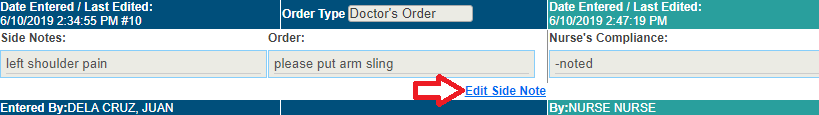 Date Entered / Last Edited:
6/10/2019 2:34:55 PM #10
Order Type Doctor's Order
Date Entered / Last Edited:
6/10/2019 2:47:19 PM
Side Notes:
Order:
Nurse's Compliance:
left shoulder pain
please put arm sling
-noted
Edit Side Note
Entered By:DELA CRUZ, JUAN
By:NURSE NURSE